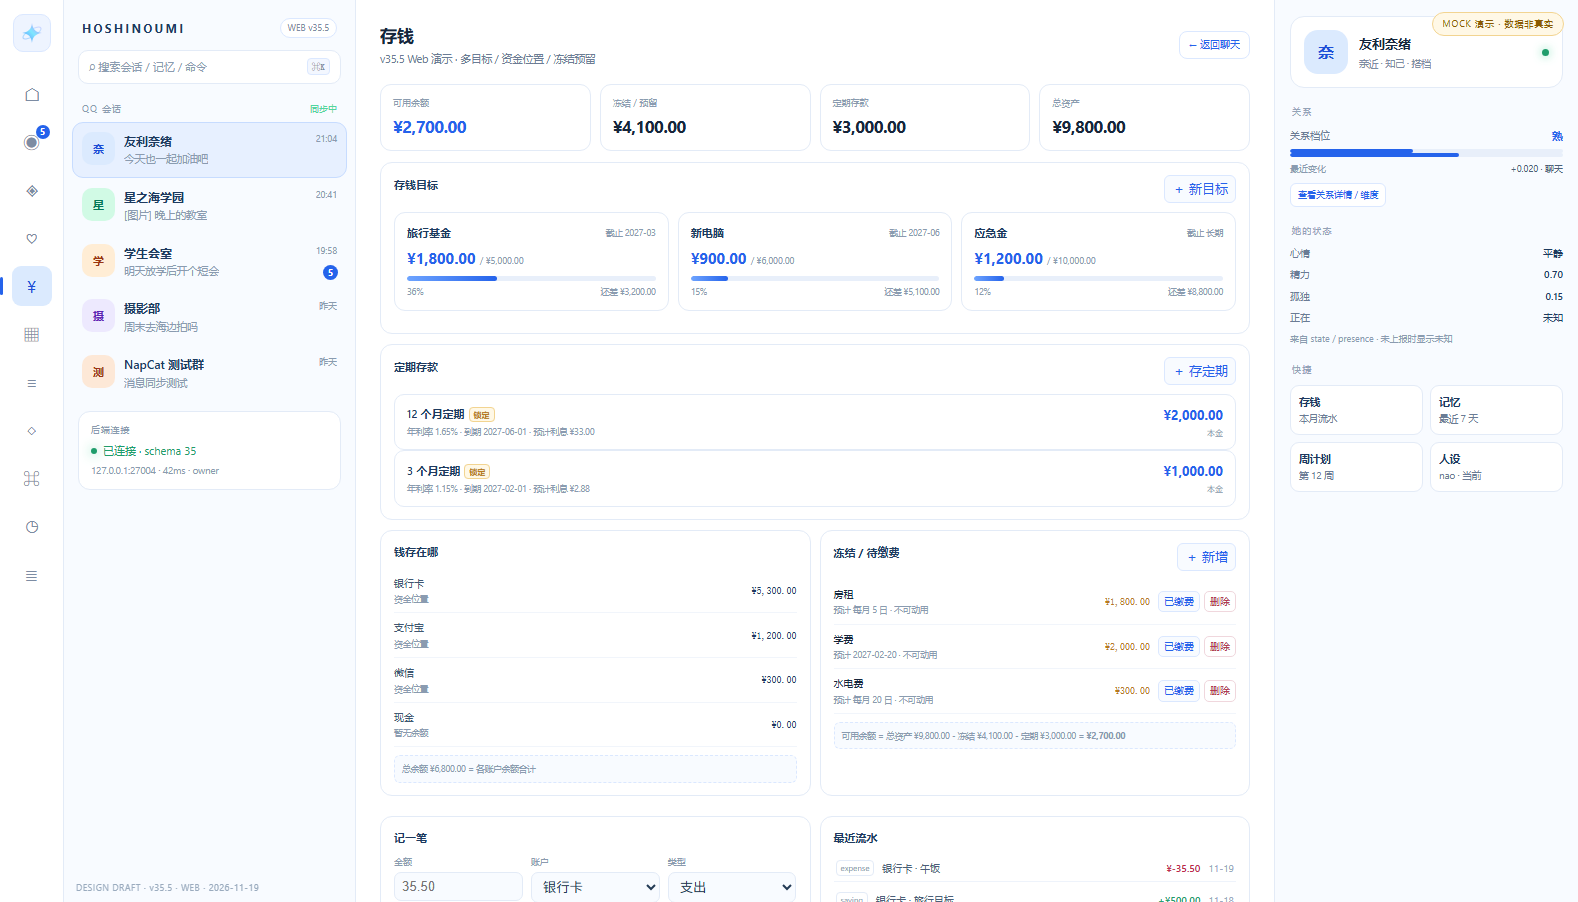 HOSHINOUMI
WEB v35.5
搜索会话 / 记忆 / 命令
⌘K
QQ 会话
同步中
奈
友利奈绪
21:04
今天也一起加油吧
星
星之海学园
20:41
[图片] 晚上的教室
学
学生会室
19:58
明天放学后开个短会
5
摄
摄影部
昨天
周末去海边拍吗
测
NapCat 测试群
昨天
消息同步测试
后端连接
已连接 · schema 35
127.0.0.1:27004 · 42ms · owner
DESIGN DRAFT · v35.5 · WEB · 2026-11-19
5
¥
存钱
v35.5 Web 演示 · 多目标 / 资金位置 / 冻结预留
← 返回聊天
可用余额
¥2,700.00
冻结 / 预留
¥4,100.00
定期存款
¥3,000.00
总资产
¥9,800.00
存钱目标
+ 新目标
旅行基金
截止 2027-03
¥1,800.00 / ¥5,000.00
36%
还差 ¥3,200.00
新电脑
截止 2027-06
¥900.00 / ¥6,000.00
15%
还差 ¥5,100.00
应急金
截止 长期
¥1,200.00 / ¥10,000.00
12%
还差 ¥8,800.00
定期存款
+ 存定期
12 个月定期 锁定
年利率 1.65% · 到期 2027-06-01 · 预计利息 ¥33.00
¥2,000.00
本金
3 个月定期 锁定
年利率 1.15% · 到期 2027-02-01 · 预计利息 ¥2.88
¥1,000.00
本金
钱存在哪
银行卡
资金位置
¥5,300.00
支付宝
资金位置
¥1,200.00
微信
资金位置
¥300.00
现金
暂无余额
¥0.00
总余额 ¥6,800.00 = 各账户余额合计
冻结 / 待缴费
+ 新增
房租
预计 每月 5 日 · 不可动用
¥1,800.00 已缴费 删除
学费
预计 2027-02-20 · 不可动用
¥2,000.00 已缴费 删除
水电费
预计 每月 20 日 · 不可动用
¥300.00 已缴费 删除
可用余额 = 总资产 ¥9,800.00 - 冻结 ¥4,100.00 - 定期 ¥3,000.00 = ¥2,700.00
记一笔
金额
账户
类型
35.50
银行卡
支出
最近流水
expense 银行卡 · 午饭
¥-35.50 11-19
saving 银行卡 · 旅行目标
+¥500.00 11-18
MOCK 演示 · 数据非真实
奈
友利奈绪
亲近 · 知己 · 搭档
关系
关系档位
熟
最近变化
+0.020 · 聊天
查看关系详情 / 维度
她的状态
心情
平静
精力
0.70
孤独
0.15
正在
未知
来自 state / presence · 未上报时显示未知
快捷
存钱
本月流水
记忆
最近 7 天
周计划
第 12 周
人设
nao · 当前